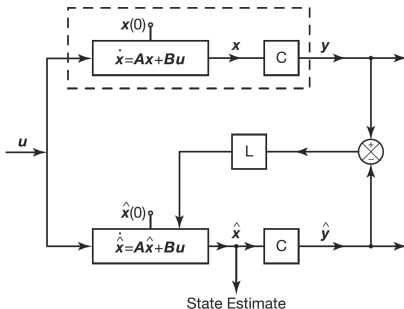 x(0)
ẋ=Ax+Bu
x
C
y
u
+
−
L
x̂(0)
x̂̇=Ax̂+Bu
x̂
C
ŷ
State Estimate